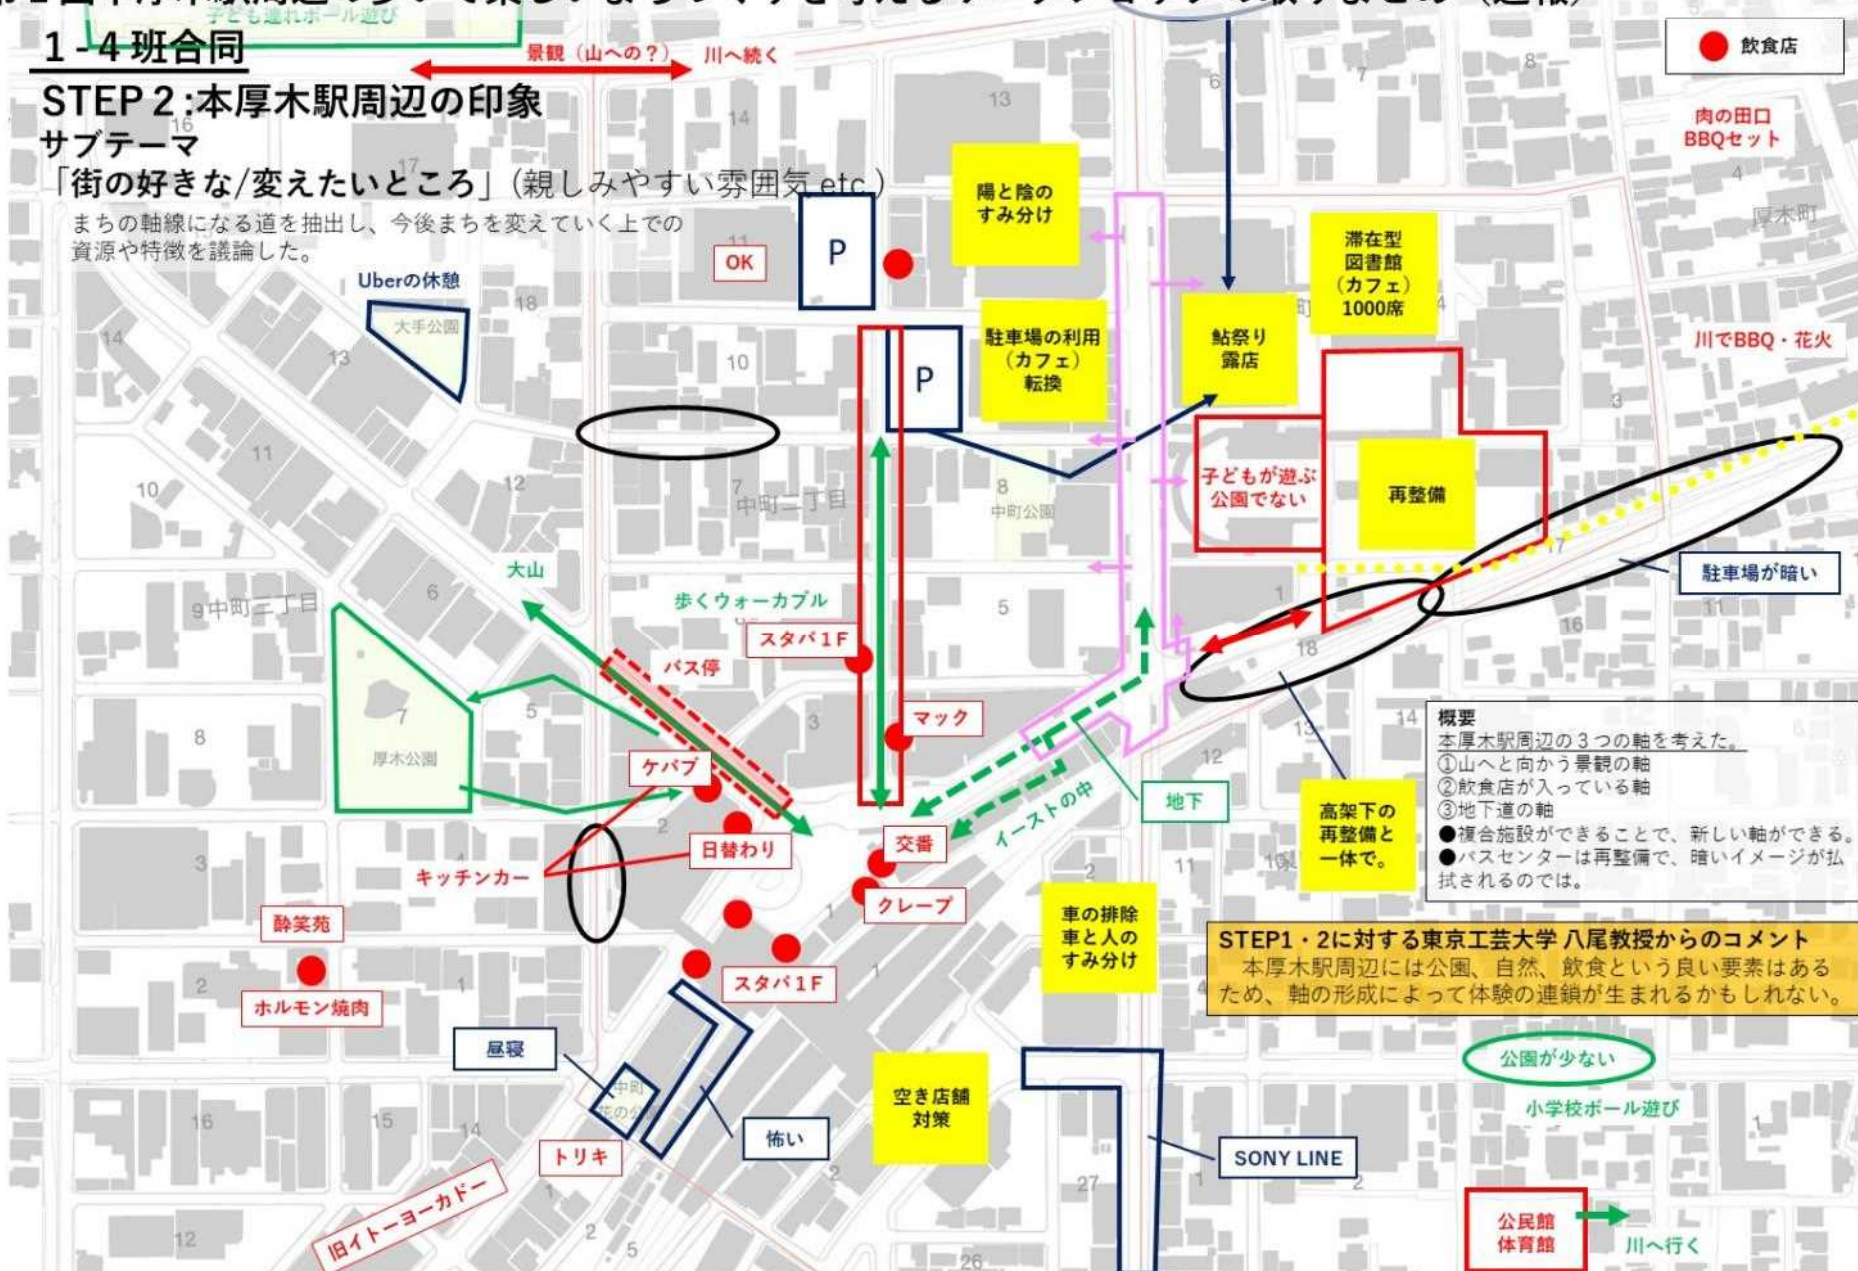 子ども連れボール遊び
1-4班合同
景観（山への？）
川へ続く
飲食店
STEP 2:本厚木駅周辺の印象
サブテーマ
「街の好きな/変えたいところ」（親しみやすい雰囲気 etc.）
まちの軸線になる道を抽出し、今後まちを変えていく上での
資源や特徴を議論した。
肉の田口
BBQセット
厚木町
陽と陰の
すみ分け
OK
P
滞在型
図書館
（カフェ）
1000席
Uberの休憩
大手公園
P
駐車場の利用
（カフェ）
転換
鮎祭り
露店
川でBBQ・花火
中町二丁目
中町公園
子どもが遊ぶ
公園でない
再整備
駐車場が暗い
大山
歩くウォーカブル
中町三丁目
スタバ1F
バス停
マック
厚木公園
ケバブ
地下
イーストの中
概要
本厚木駅周辺の３つの軸を考えた。
①山へと向かう景観の軸
②飲食店が入っている軸
③地下道の軸
●複合施設ができることで、新しい軸ができる。
●バスセンターは再整備で、暗いイメージが払
拭されるのでは。
高架下の
再整備と
一体で。
日替わり
交番
キッチンカー
クレープ
車の排除
車と人の
すみ分け
酔笑苑
ホルモン焼肉
スタバ1F
STEP1・2に対する東京工芸大学 八尾教授からのコメント
本厚木駅周辺には公園、自然、飲食という良い要素はある
ため、軸の形成によって体験の連鎖が生まれるかもしれない。
昼寝
中町
花の公
怖い
空き店舗
対策
公園が少ない
小学校ボール遊び
トリキ
SONY LINE
旧イトーヨーカドー
公民館
体育館
川へ行く